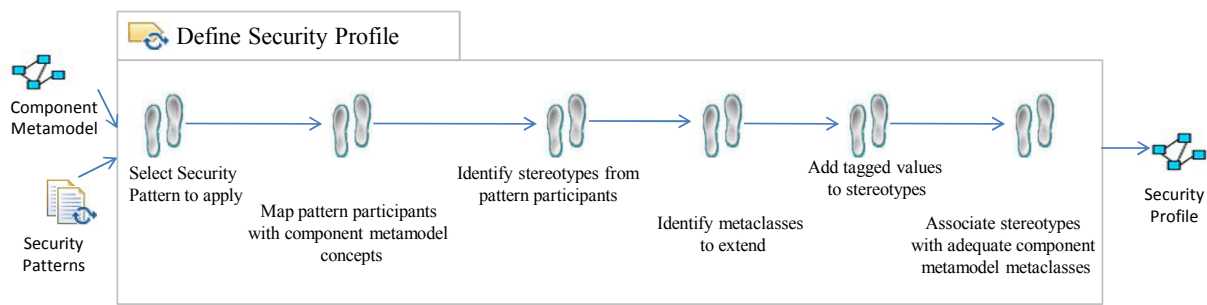 Define Security Profile
Component
Metamodel
Security
Patterns
Select Security
Pattern to apply
Map pattern participants
with component metamodel
concepts
Identify stereotypes from
pattern participants
Identify metaclasses
to extend
Add tagged values
to stereotypes
Associate stereotypes
with adequate component
metamodel metaclasses
Security
Profile